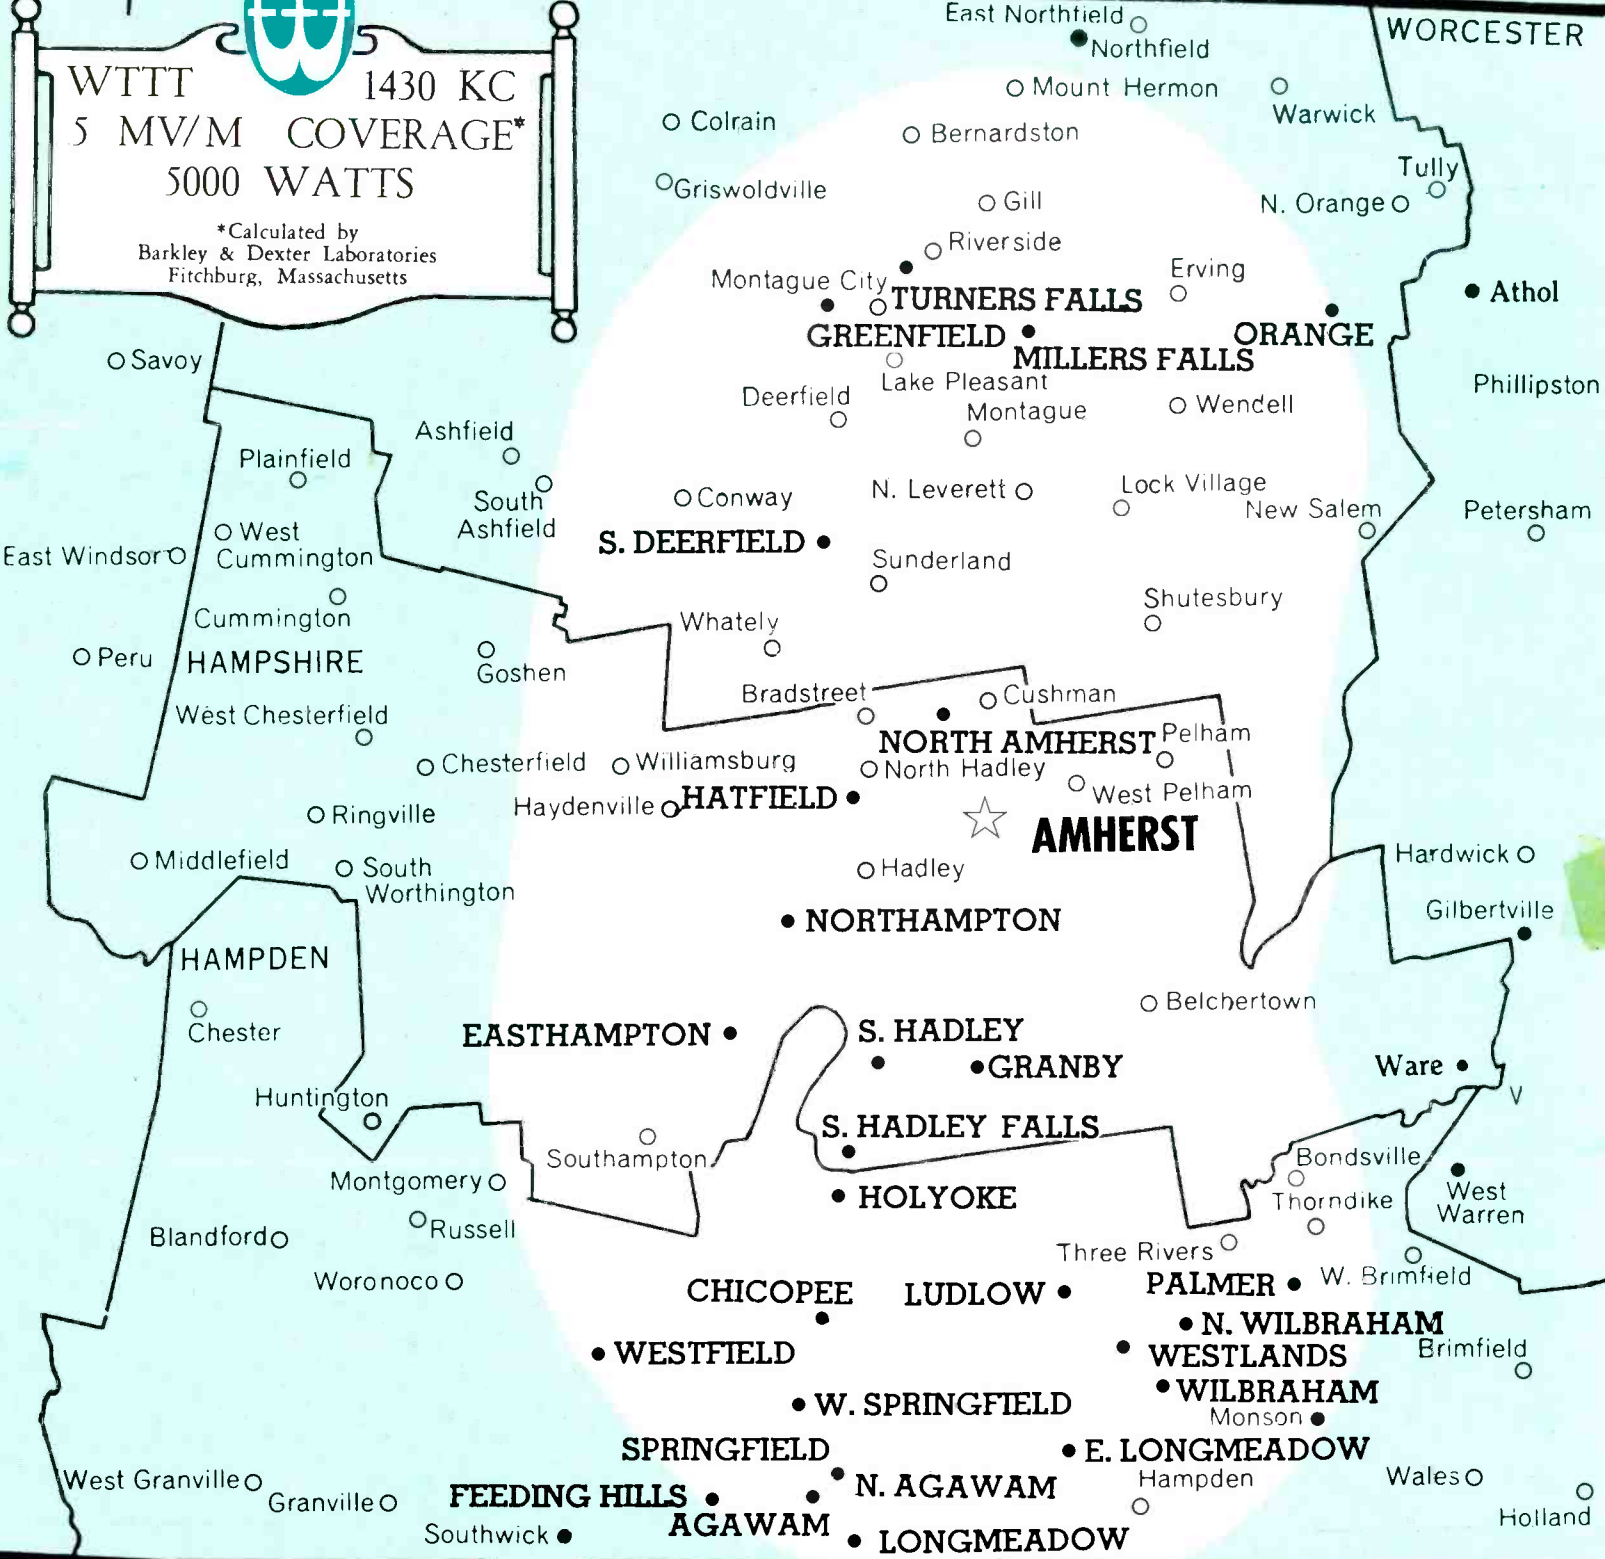 WTTT 1430 KC
5 MV/M COVERAGE*
5000 WATTS
*Calculated by
Barkley & Dexter Laboratories
Fitchburg, Massachusetts
East Northfield
Northfield
WORCESTER
Mount Hermon
Warwick
Colrain
Bernardston
Tully
Griswoldville
Gill
N. Orange
Riverside
Erving
Montague City
TURNERS FALLS
Athol
GREENFIELD
ORANGE
MILLERS FALLS
Savoy
Lake Pleasant
Phillipston
Deerfield
Montague
Wendell
Ashfield
Plainfield
South
Ashfield
Conway
N. Leverett
Lock Village
New Salem
Petersham
West
Cummington
East Windsor
S. DEERFIELD
Sunderland
Cummington
Whately
Shutesbury
Peru
HAMPSHIRE
Goshen
Bradstreet
Cushman
West Chesterfield
NORTH AMHERST
Pelham
Chesterfield
Williamsburg
North Hadley
West Pelham
Haydenville
HATFIELD
Ringville
AMHERST
Middlefield
South
Worthington
Hadley
Hardwick
Gilbertville
NORTHAMPTON
HAMPDEN
Chester
Belchertown
EASTHAMPTON
S. HADLEY
GRANBY
Ware
Huntington
V
S. HADLEY FALLS
Southampton
Bondsville
Montgomery
HOLYOKE
Thorndike
West
Warren
Russell
Blandford
Three Rivers
Woronoco
CHICOPEE
LUDLOW
PALMER
W. Brimfield
N. WILBRAHAM
WESTFIELD
WESTLANDS
Brimfield
WILBRAHAM
W. SPRINGFIELD
Monson
SPRINGFIELD
E. LONGMEADOW
West Granville
Granville
FEEDING HILLS
N. AGAWAM
Hampden
Wales
Holland
Southwick
AGAWAM
LONGMEADOW